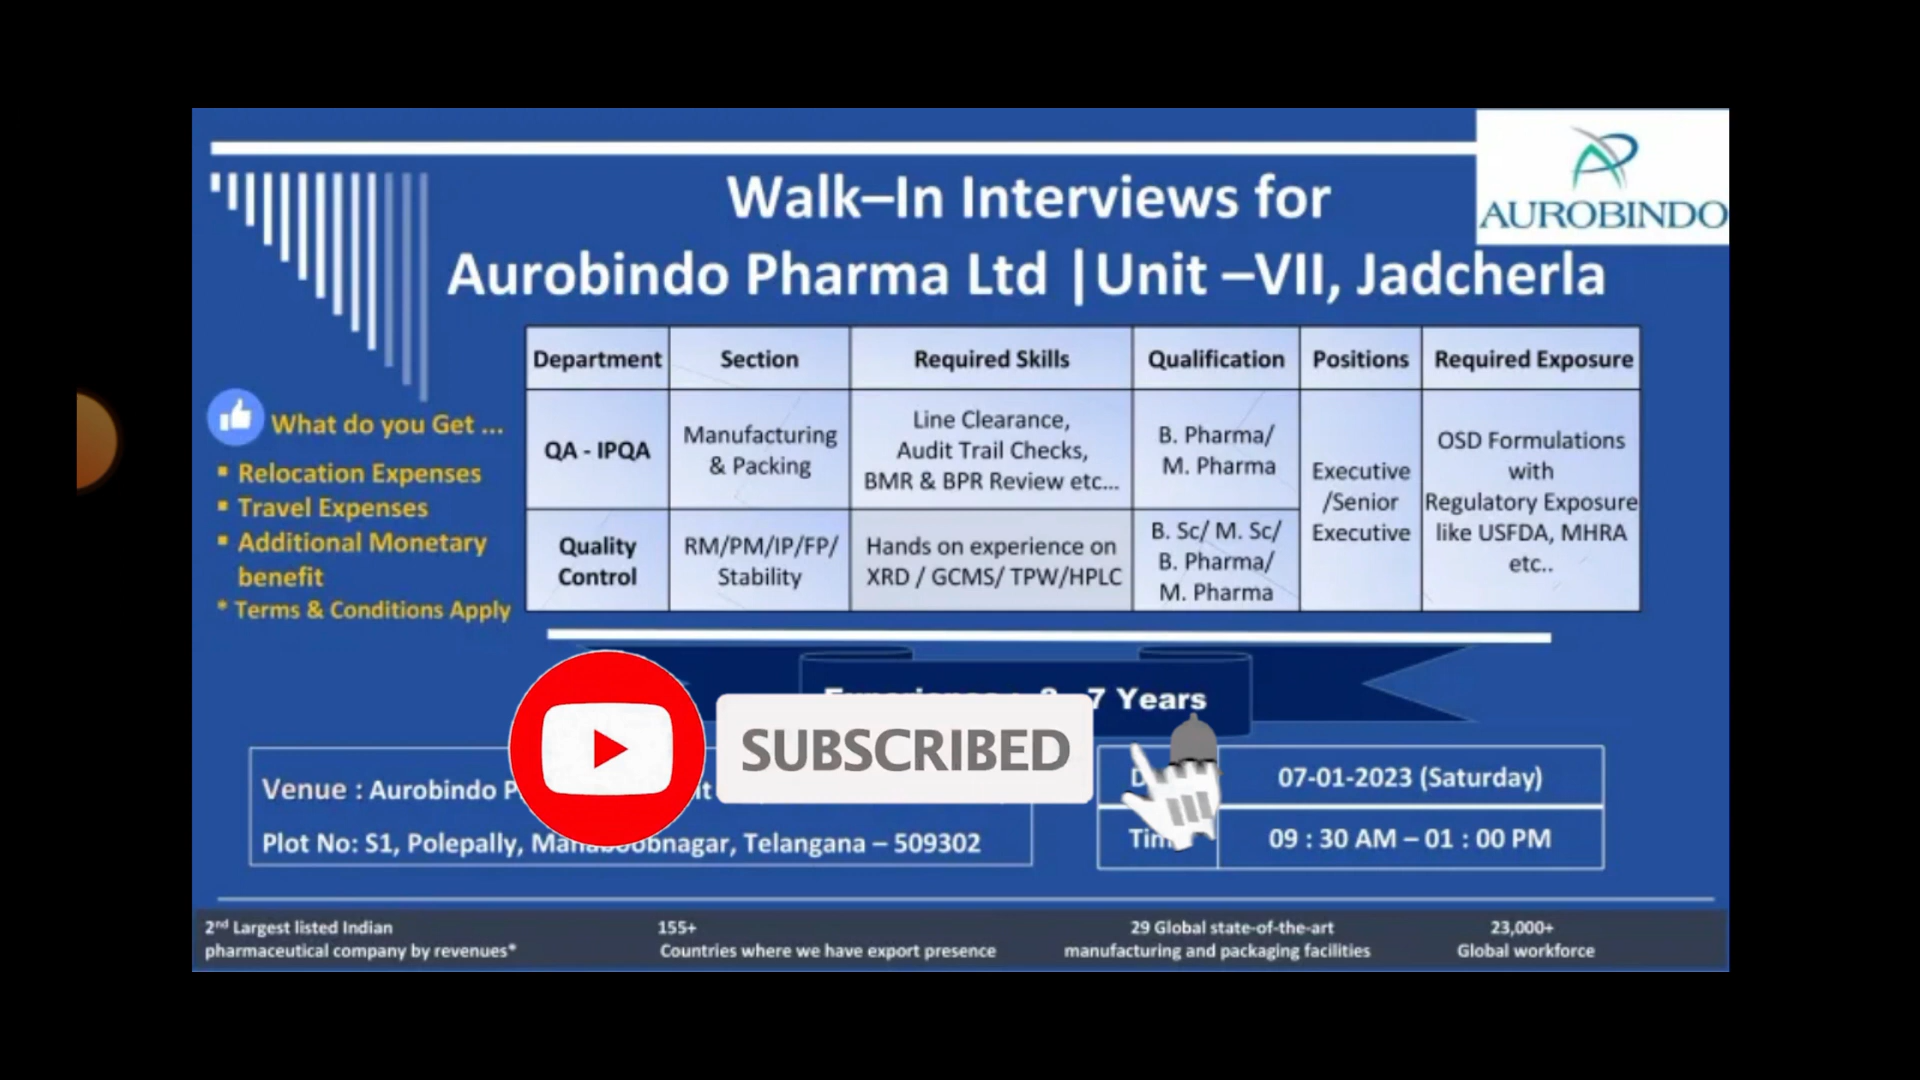 AUROBINDO
Walk–In Interviews for
Aurobindo Pharma Ltd |Unit –VII, Jadcherla
What do you Get ...
▪ Relocation Expenses
▪ Travel Expenses
▪ Additional Monetary
benefit
* Terms & Conditions Apply
Department Section Required Skills Qualification Positions Required Exposure
QA - IPQA
Manufacturing
& Packing
Line Clearance,
Audit Trail Checks,
BMR & BPR Review etc...
B. Pharma/
M. Pharma
Quality
Control
RM/PM/IP/FP/
Stability
Hands on experience on
XRD / GCMS/ TPW/HPLC
B. Sc/ M. Sc/
B. Pharma/
M. Pharma
Executive
/Senior
Executive
OSD Formulations
with
Regulatory Exposure
like USFDA, MHRA
etc..
7 Years
SUBSCRIBED
Venue : Aurobindo
Plot No: S1, Polepally, Telangana – 509302
07-01-2023 (Saturday)
09 : 30 AM – 01 : 00 PM
2nd Largest listed Indian
pharmaceutical company by revenues*
155+
Countries where we have export presence
29 Global state-of-the-art
manufacturing and packaging facilities
23,000+
Global workforce